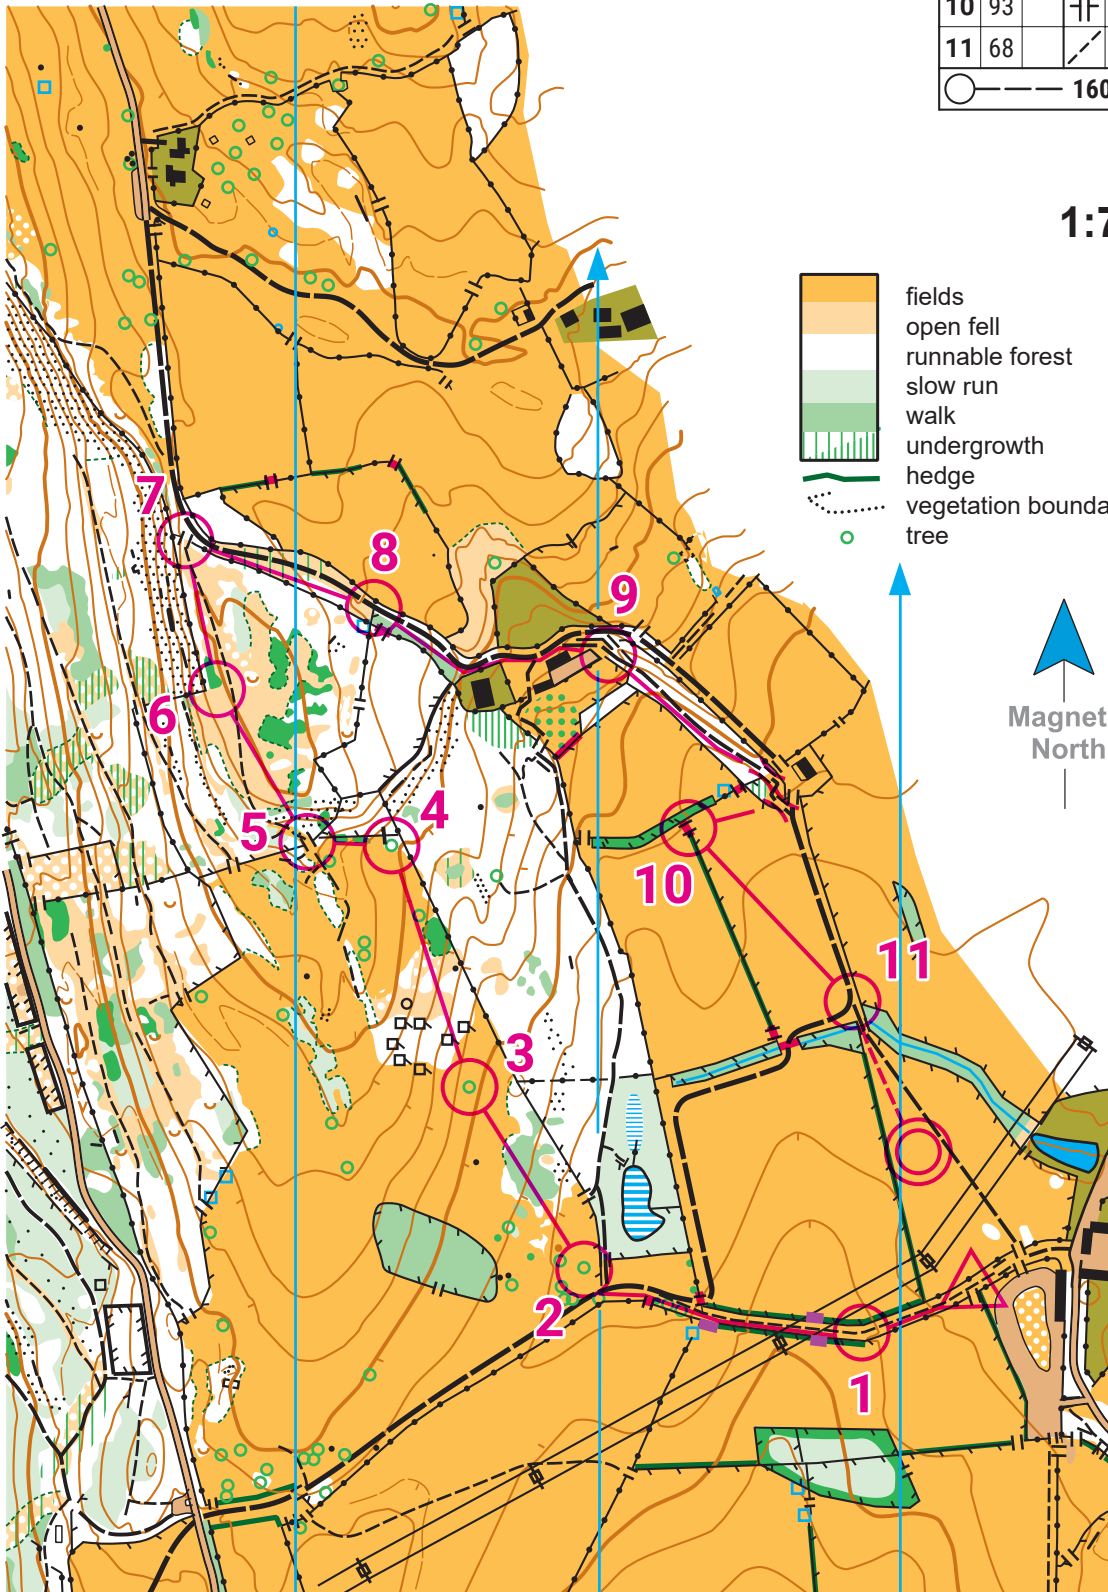 10 93
11 68
160
1:7
fields
open fell
runnable forest
slow run
walk
undergrowth
hedge
vegetation bounda
tree
7
8
9
Magnet
North
6
5
4
10
11
3
2
1